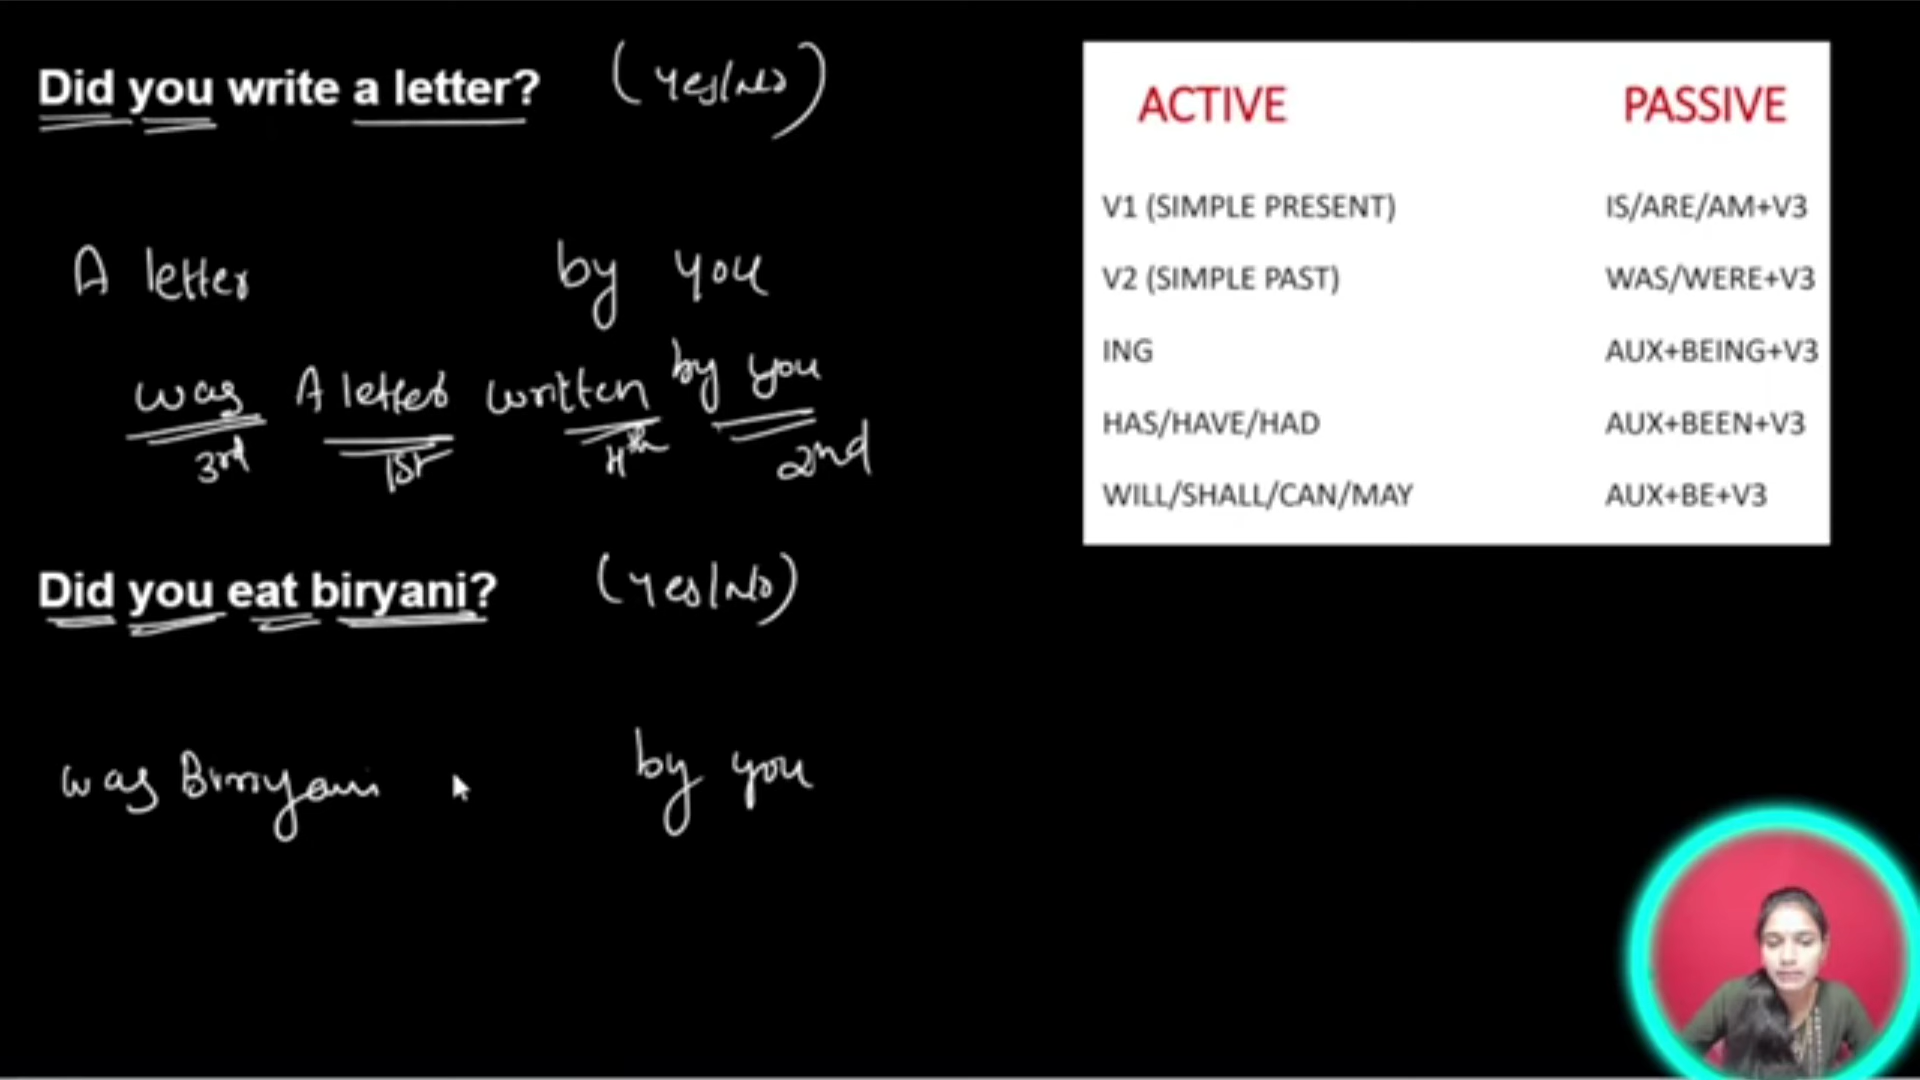 Did you write a letter? (Yes/No)
A letter by you
was A letter written by you
3rd 1st 4th 2nd
Did you eat biryani? (Yes/No)
was Birryani by you
ACTIVE PASSIVE
V1 (SIMPLE PRESENT) IS/ARE/AM+V3
V2 (SIMPLE PAST) WAS/WERE+V3
ING AUX+BEING+V3
HAS/HAVE/HAD AUX+BEEN+V3
WILL/SHALL/CAN/MAY AUX+BE+V3